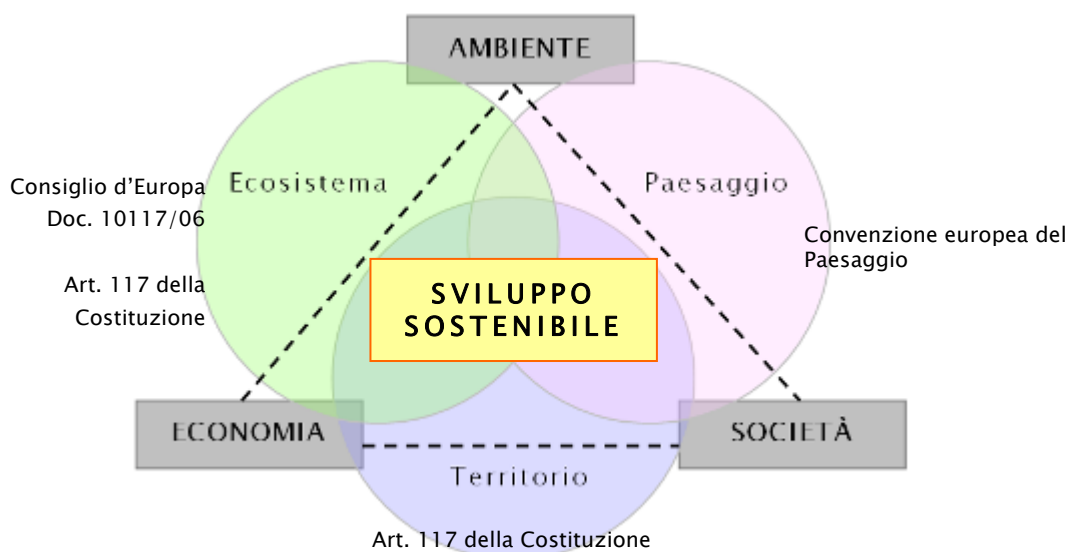 AMBIENTE
Ecosistema
Paesaggio
Consiglio d’Europa
Doc. 10117/06
Convenzione europea del
Paesaggio
Art. 117 della
Costituzione
SVILUPPO
SOSTENIBILE
ECONOMIA
SOCIETÀ
Territorio
Art. 117 della Costituzione